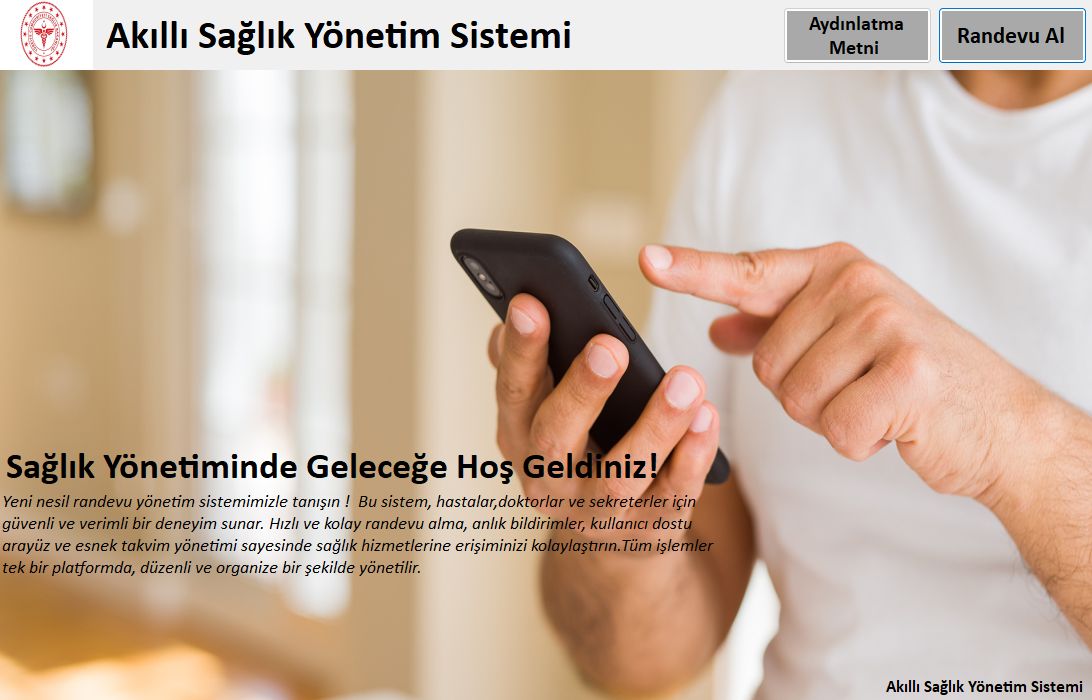 Akıllı Sağlık Yönetim Sistemi
Aydınlatma
Metni
Randevu Al
Sağlık Yönetiminde Geleceğe Hoş Geldiniz!
Yeni nesil randevu yönetim sistemimizle tanışın !  Bu sistem, hastalar,doktorlar ve sekreterler için
güvenli ve verimli bir deneyim sunar. Hızlı ve kolay randevu alma, anlık bildirimler, kullanıcı dostu
arayüz ve esnek takvim yönetimi sayesinde sağlık hizmetlerine erişiminizi kolaylaştırın.Tüm işlemler
tek bir platformda, düzenli ve organize bir şekilde yönetilir.
Akıllı Sağlık Yönetim Sistemi